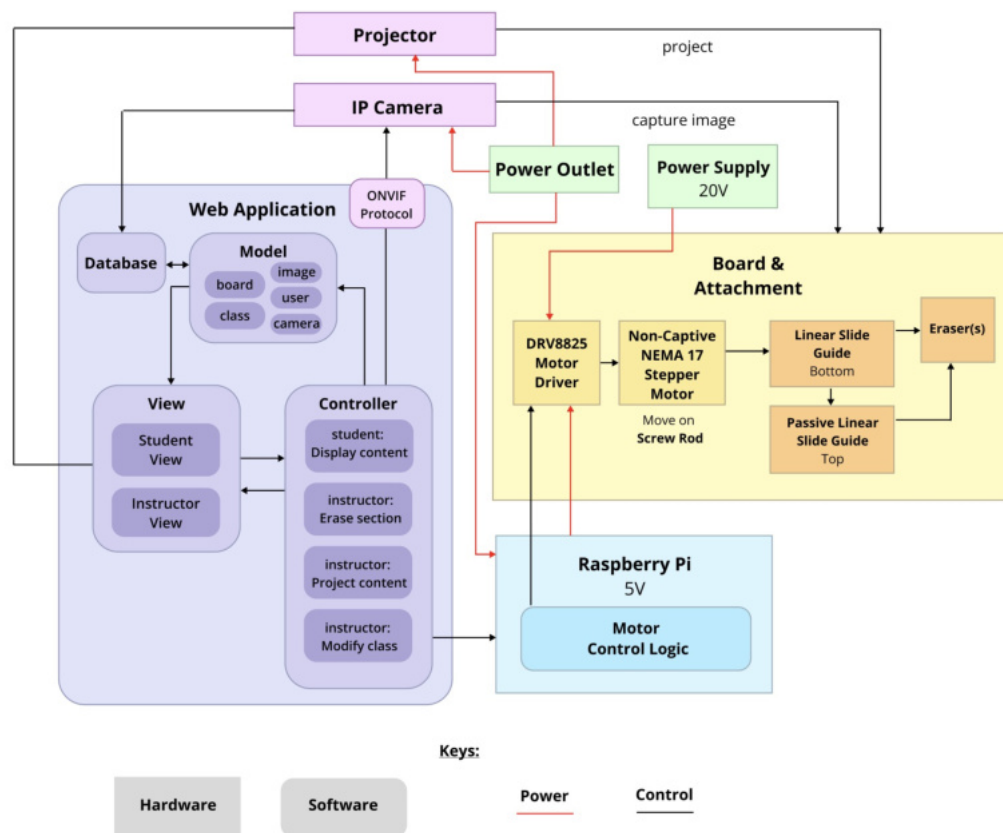 Projector
project
IP Camera
capture image
Power Outlet
Power Supply
20V
ONVIF
Protocol
Web Application
Database
Model
board
class
image
user
camera
View
Student
View
Instructor
View
Controller
student:
Display content
instructor:
Erase section
instructor:
Project content
instructor:
Modify class
Board &
Attachment
DRV8825
Motor
Driver
Non-Captive
NEMA 17
Stepper
Motor
Move on
Screw Rod
Linear Slide
Guide
Bottom
Passive Linear
Slide Guide
Top
Eraser(s)
Raspberry Pi
5V
Motor
Control Logic
Keys:
Hardware
Software
Power
Control